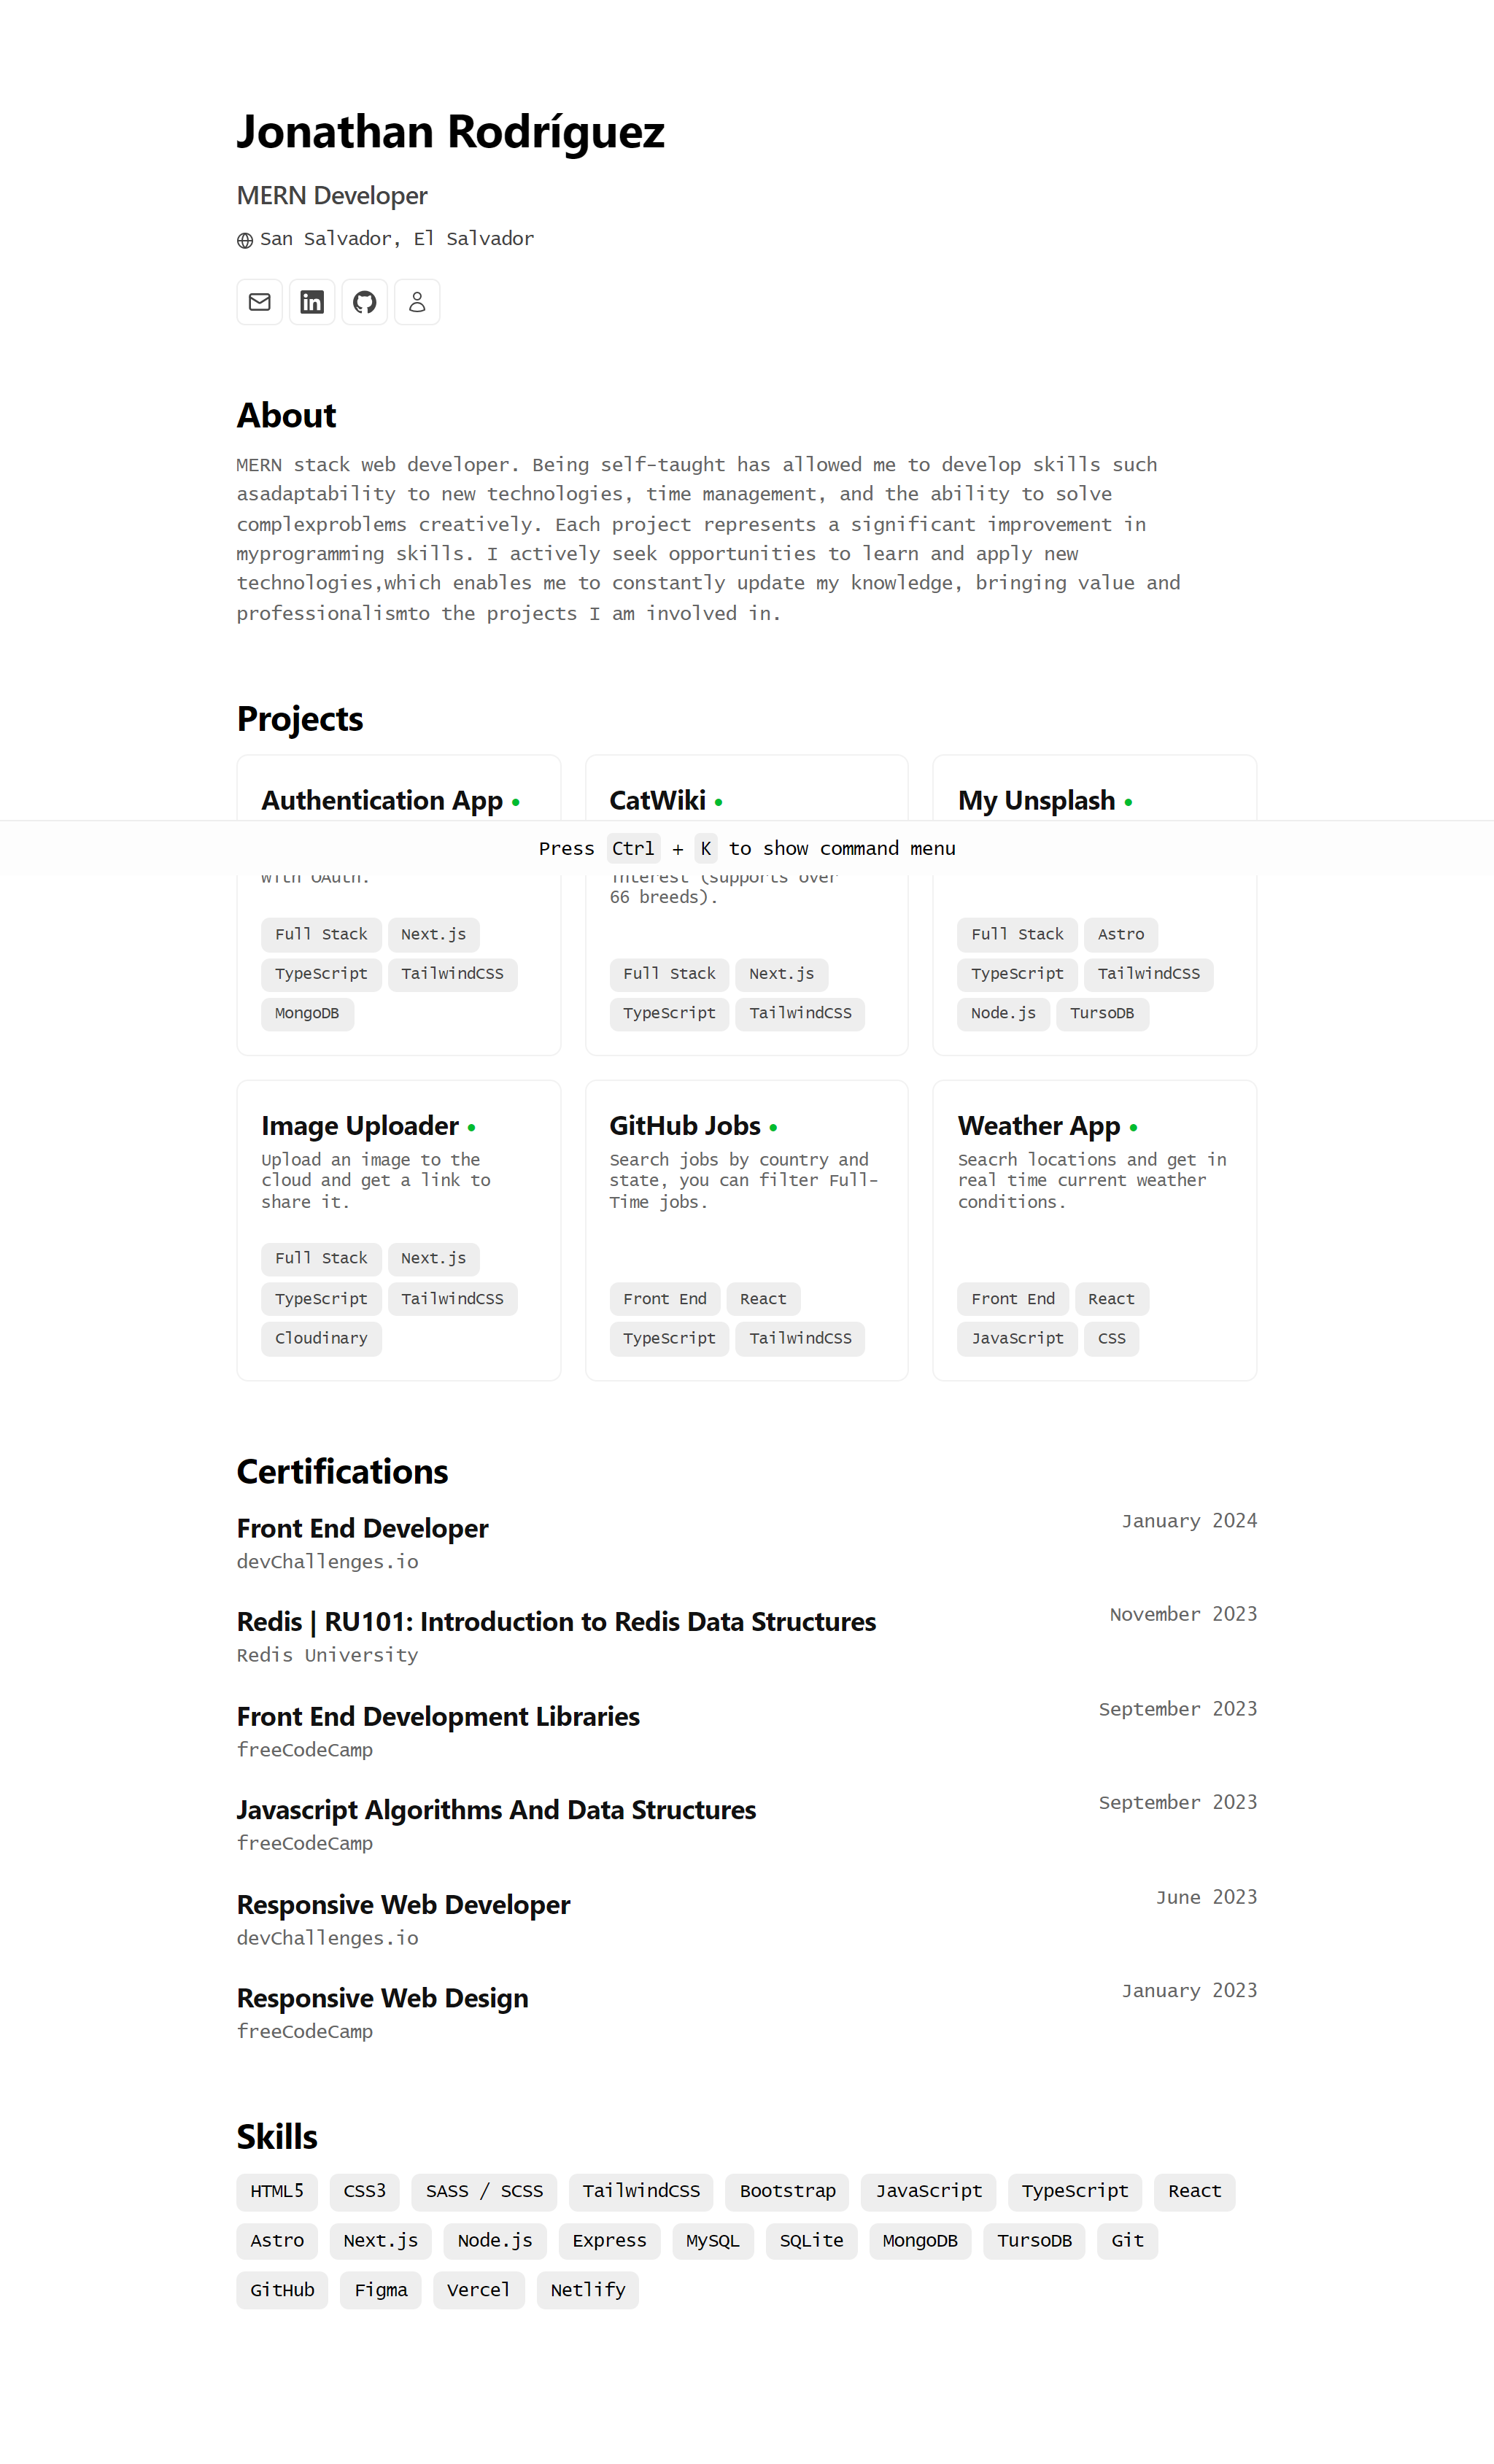 Jonathan Rodríguez
MERN Developer
San Salvador, El Salvador
About
MERN stack web developer. Being self-taught has allowed me to develop skills such
asadaptability to new technologies, time management, and the ability to solve
complexproblems creatively. Each project represents a significant improvement in
myprogramming skills. I actively seek opportunities to learn and apply new
technologies,which enables me to constantly update my knowledge, bringing value and
professionalismto the projects I am involved in.
Projects
Authentication App
CatWiki
My Unsplash
Press Ctrl + K to show command menu
with OAuth.
interest (supports over
66 breeds).
Full Stack Next.js
TypeScript TailwindCSS
MongoDB
Full Stack Next.js
TypeScript TailwindCSS
Full Stack Astro
TypeScript TailwindCSS
Node.js TursoDB
Image Uploader
Upload an image to the
cloud and get a link to
share it.
Full Stack Next.js
TypeScript TailwindCSS
Cloudinary
GitHub Jobs
Search jobs by country and
state, you can filter Full-
Time jobs.
Front End React
TypeScript TailwindCSS
Weather App
Seacrh locations and get in
real time current weather
conditions.
Front End React
JavaScript CSS
Certifications
Front End Developer January 2024
devChallenges.io
Redis | RU101: Introduction to Redis Data Structures November 2023
Redis University
Front End Development Libraries September 2023
freeCodeCamp
Javascript Algorithms And Data Structures September 2023
freeCodeCamp
Responsive Web Developer June 2023
devChallenges.io
Responsive Web Design January 2023
freeCodeCamp
Skills
HTML5 CSS3 SASS / SCSS TailwindCSS Bootstrap JavaScript TypeScript React
Astro Next.js Node.js Express MySQL SQLite MongoDB TursoDB Git
GitHub Figma Vercel Netlify